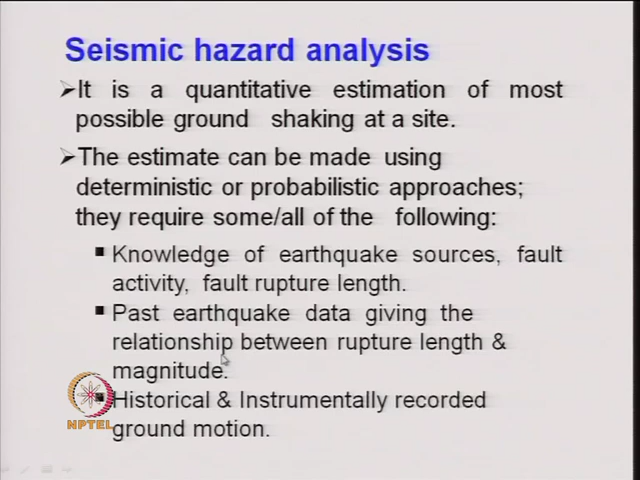 Seismic hazard analysis
➢It is a quantitative estimation of most
possible ground shaking at a site.
➢The estimate can be made using
deterministic or probabilistic approaches;
they require some/all of the following:
▪ Knowledge of earthquake sources, fault
activity, fault rupture length.
▪ Past earthquake data giving the
relationship between rupture length &
magnitude.
▪ Historical & Instrumentally recorded
ground motion.
NPTEL